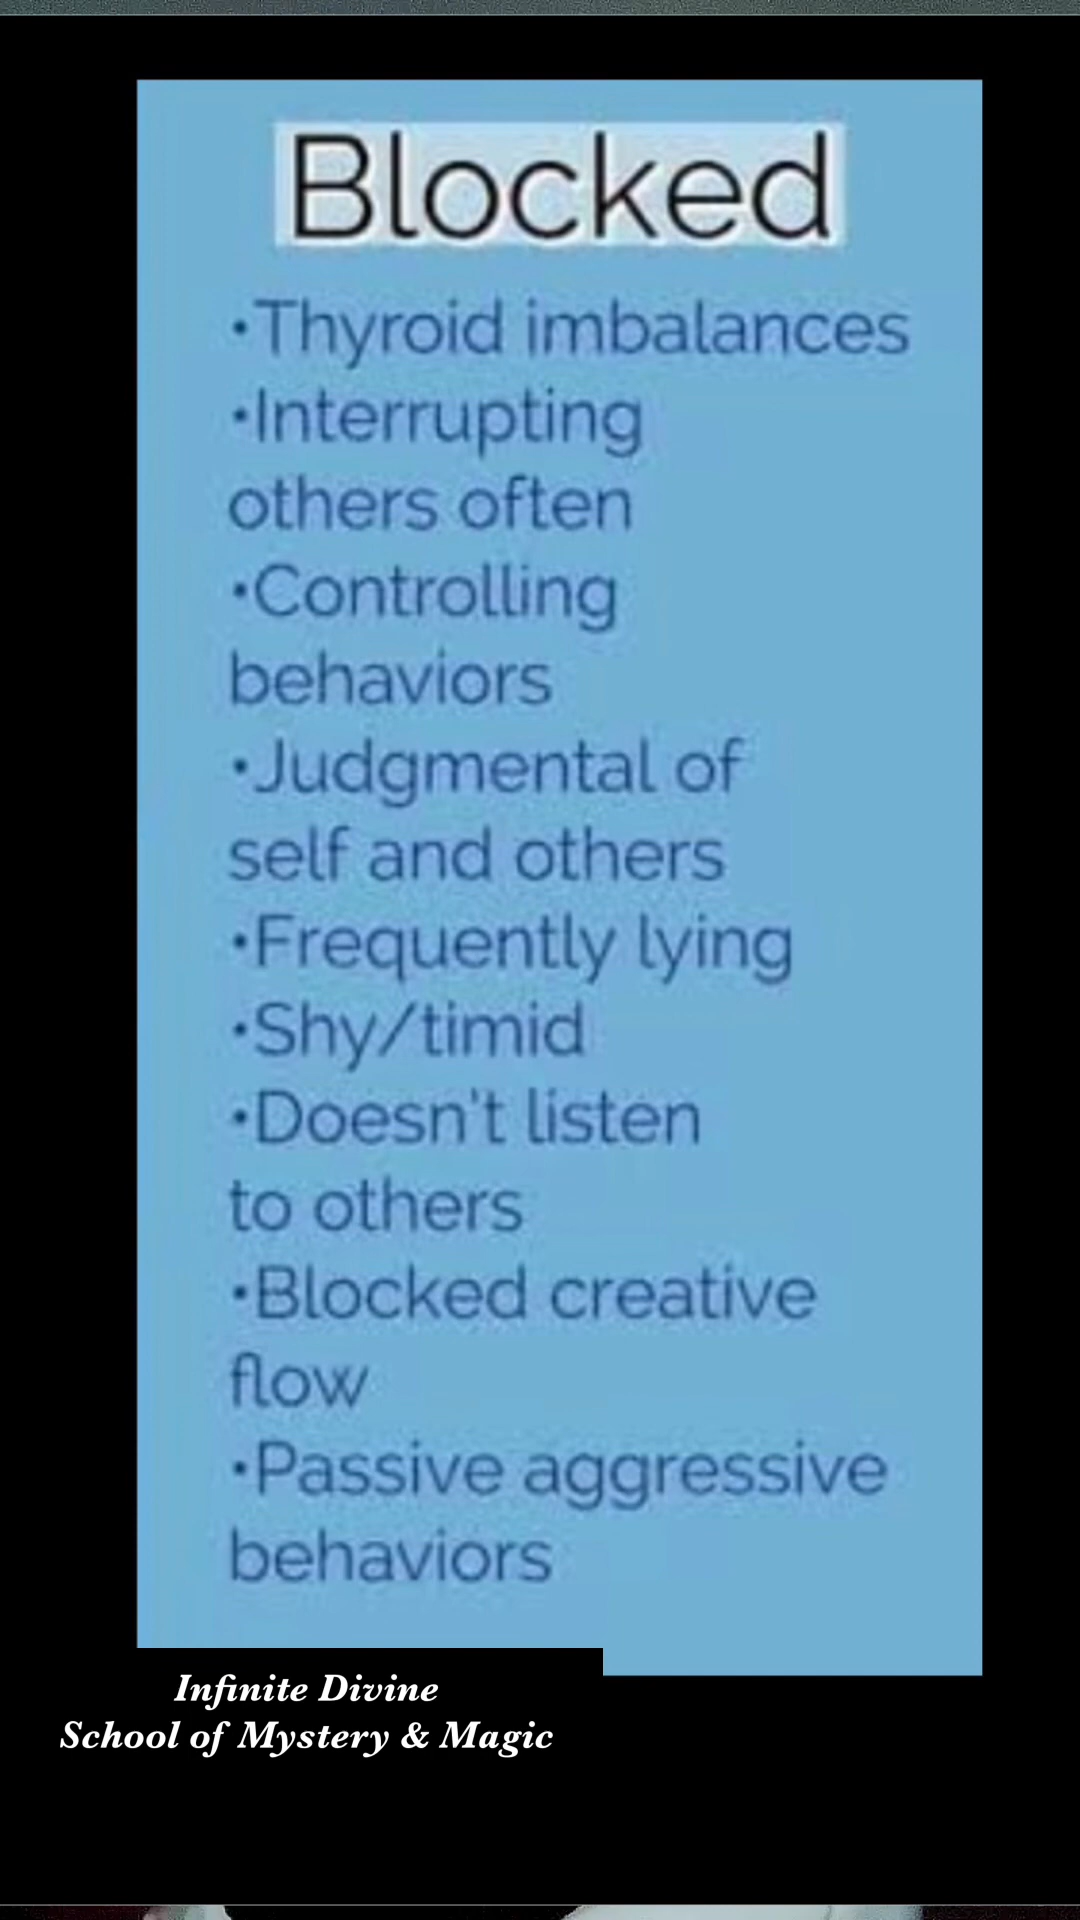 Blocked
•Thyroid imbalances
•Interrupting
others often
•Controlling
behaviors
•Judgmental of
self and others
•Frequently lying
•Shy/timid
•Doesn't listen
to others
•Blocked creative
flow
•Passive aggressive
behaviors
Infinite Divine
School of Mystery & Magic